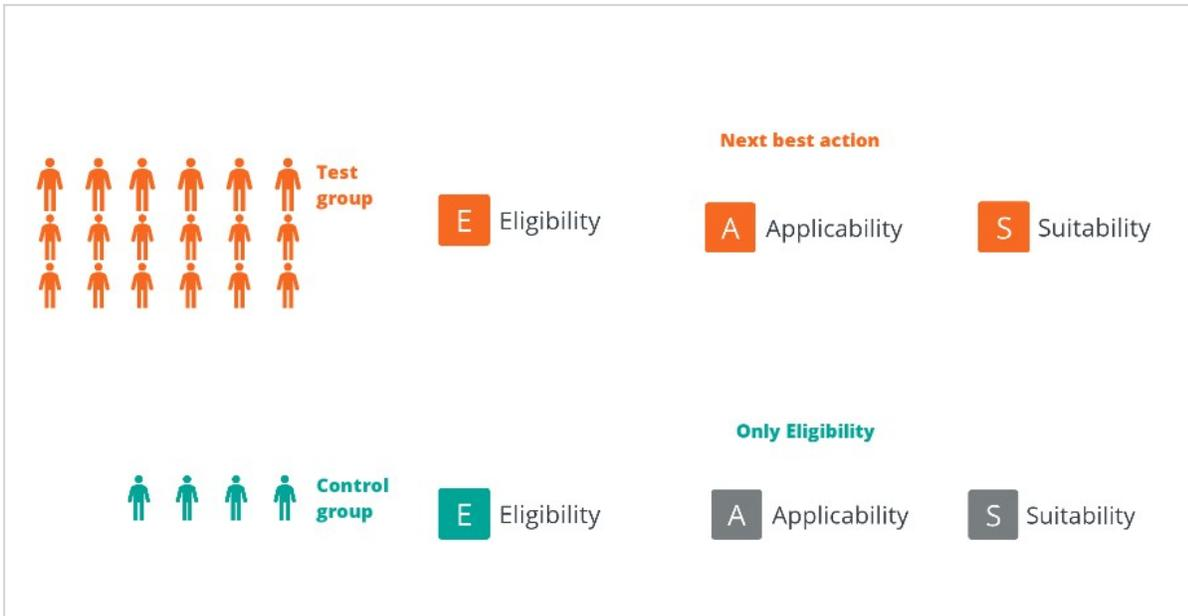 Next best action
Test
group
E Eligibility
A Applicability
S Suitability
Only Eligibility
Control
group
E Eligibility
A Applicability
S Suitability